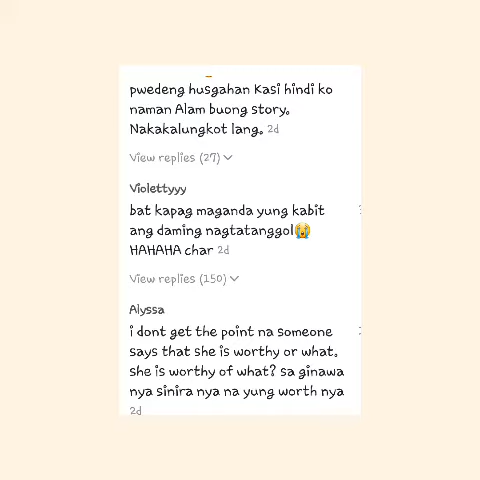 pwedeng husgahan Kasi hindi ko
naman Alam buong story.
Nakakalungkot lang. 2d
View replies (27)
Violettyyy
bat kapag maganda yung kabit
ang daming nagtatanggol😭
HAHAHA char 2d
View replies (150)
Alyssa
i dont get the point na someone
says that she is worthy or what.
she is worthy of what? sa ginawa
nya sinira nya na yung worth nya
2d